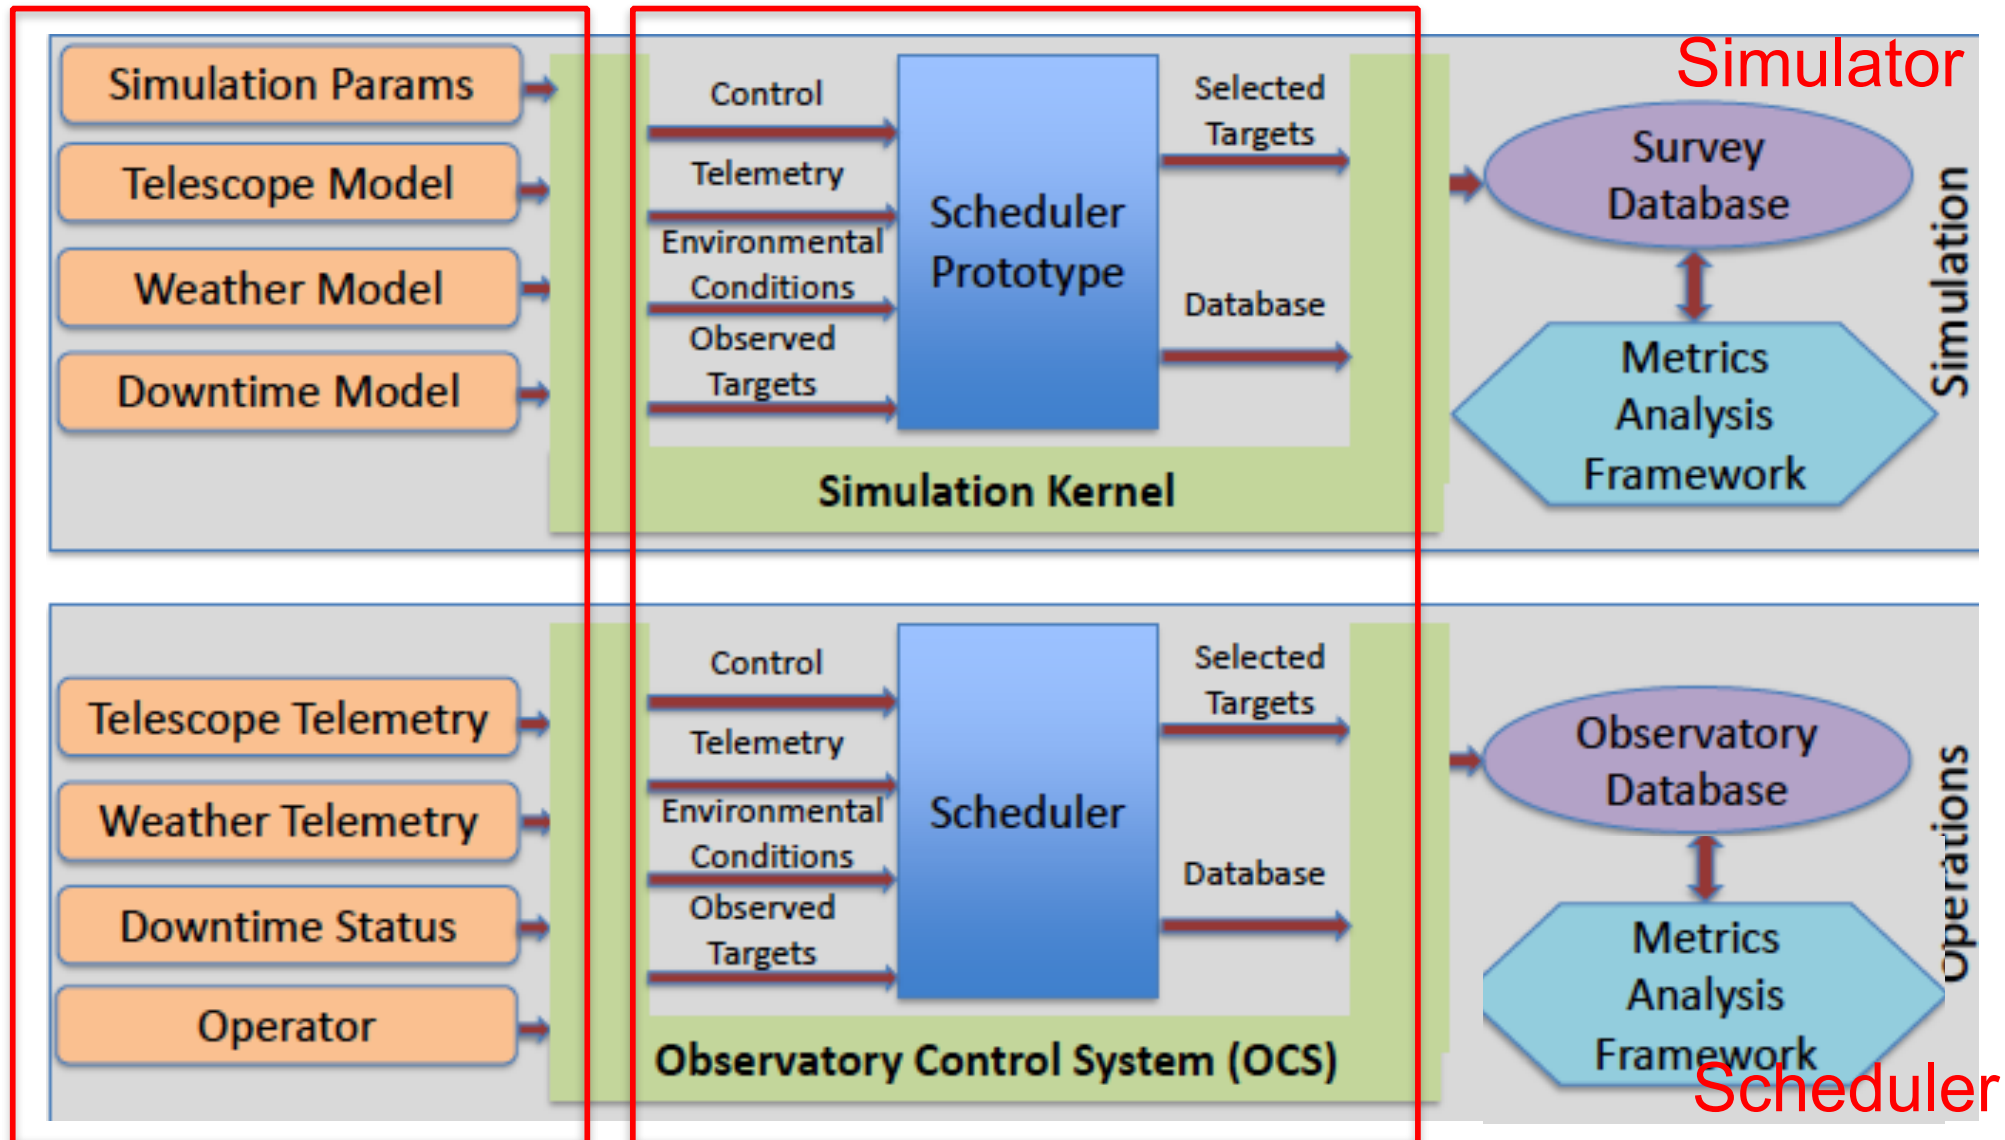 Simulator
Simulation Params
Telescope Model
Weather Model
Downtime Model
Control
Telemetry
Environmental
Conditions
Observed
Targets
Scheduler
Prototype
Selected
Targets
Database
Simulation Kernel
Survey
Database
Metrics
Analysis
Framework
Simulation
Telescope Telemetry
Weather Telemetry
Downtime Status
Operator
Control
Telemetry
Environmental
Conditions
Observed
Targets
Scheduler
Selected
Targets
Database
Observatory Control System (OCS)
Observatory
Database
Metrics
Analysis
Framework
Operations
Scheduler